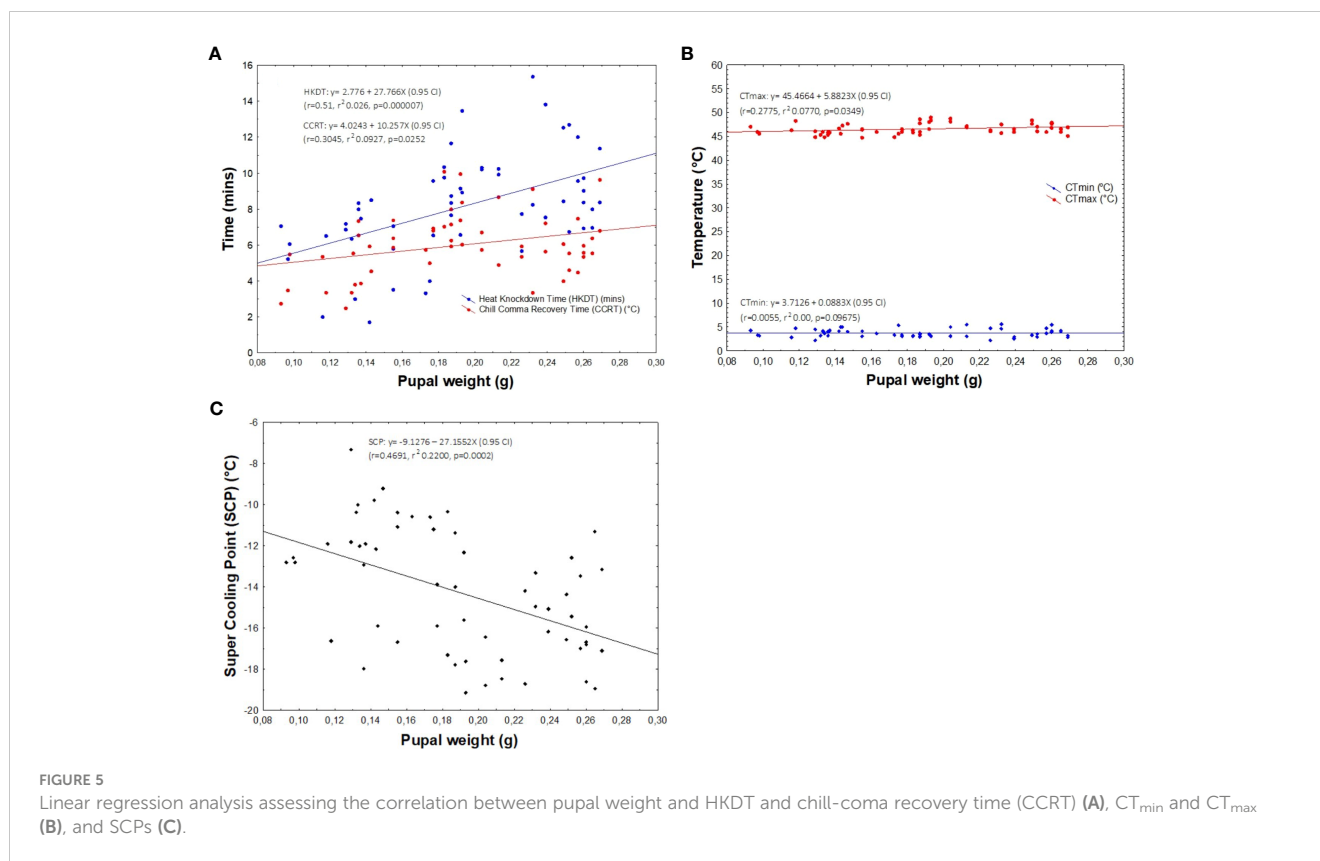 A
Time (mins)
16
14
12
10
8
6
4
2
0
HKDT: y= 2.776 + 27.766X (0.95 CI)
(r=0.51, r² 0.026, p=0.000007)
CCRT: y= 4.0243 + 10.257X (0.95 CI)
(r=0.3045, r² 0.0927, p=0.0252
Heat Knockdown Time (HKDT) (mins)
Chill Comma Recovery Time (CCRT) (°C)
0,08 0,10 0,12 0,14 0,16 0,18 0,20 0,22 0,24 0,26 0,28 0,30
Pupal weight (g)
B
Temperature (°C)
60
55
50
45
40
35
30
25
20
15
10
5
0
CTmax: y= 45.4664 + 5.8823X (0.95 CI)
(r=0.2775, r² 0.0770, p=0.0349)
CTmin (°C)
CTmax (°C)
CTmin: y= 3.7126 + 0.0883X (0.95 CI)
(r=0.0055, r² 0.00, p=0.09675)
0,08 0,10 0,12 0,14 0,16 0,18 0,20 0,22 0,24 0,26 0,28 0,30
Pupal weight (g)
C
Super Cooling Point (SCP) (°C)
-6
-8
-10
-12
-14
-16
-18
-20
SCP: y= -9.1276 – 27.1552X (0.95 CI)
(r=0.4691, r² 0.2200, p=0.0002)
0,08 0,10 0,12 0,14 0,16 0,18 0,20 0,22 0,24 0,26 0,28 0,30
Pupal weight (g)
FIGURE 5
Linear regression analysis assessing the correlation between pupal weight and HKDT and chill-coma recovery time (CCRT) (A), CTmin and CTmax
(B), and SCPs (C).